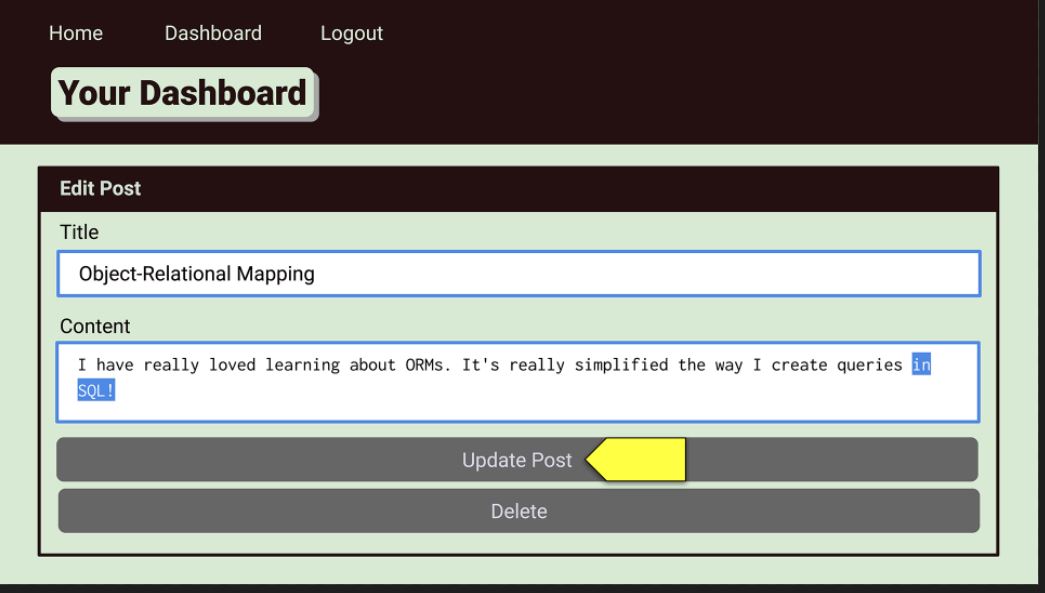 Home Dashboard Logout
Your Dashboard
Edit Post
Title
Object-Relational Mapping
Content
I have really loved learning about ORMs. It's really simplified the way I create queries in
SQL!
Update Post
Delete